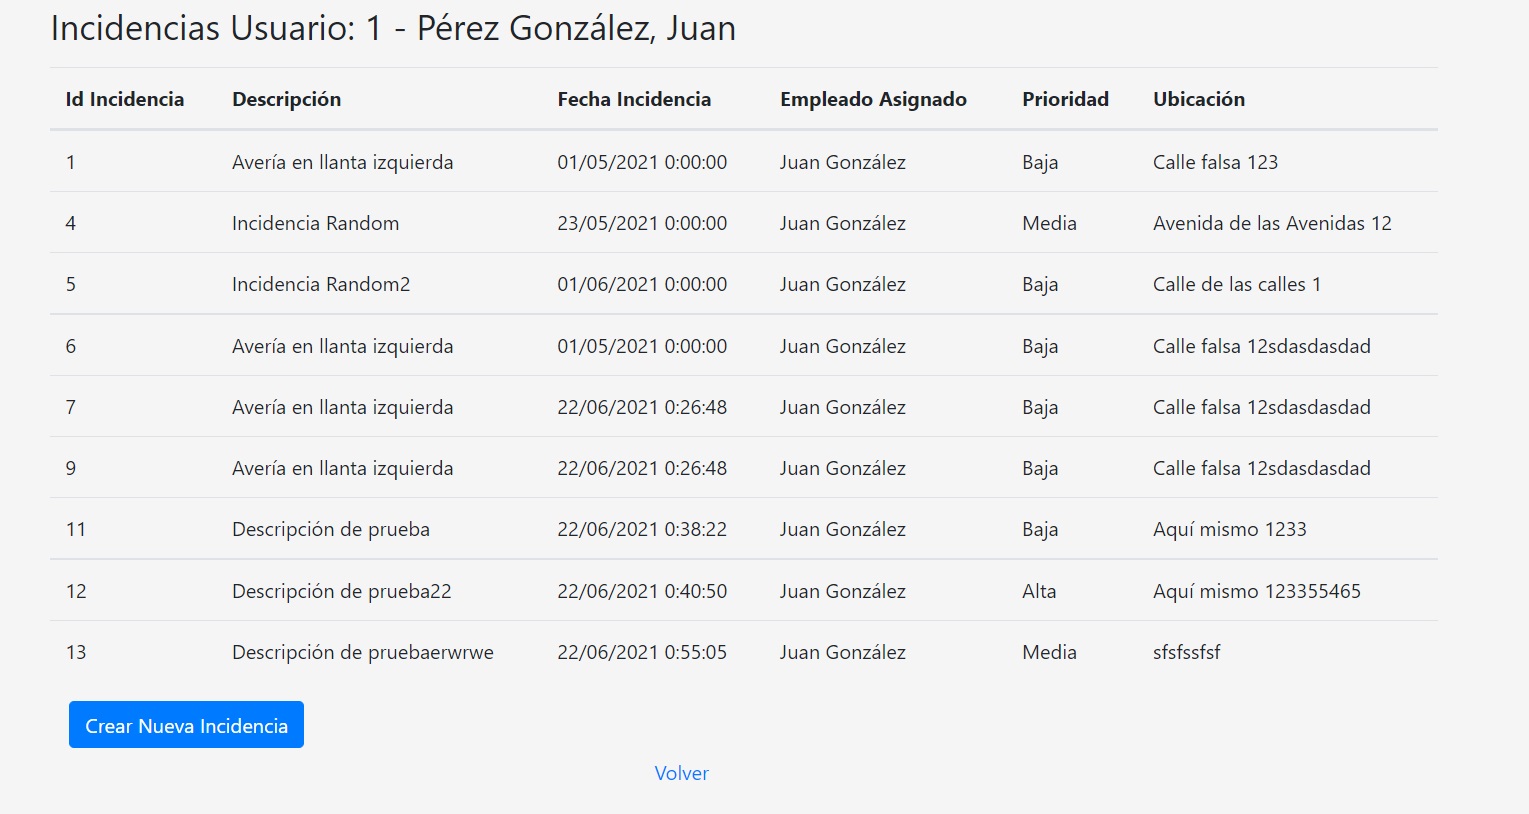 Incidencias Usuario: 1 - Pérez González, Juan
Id Incidencia Descripción Fecha Incidencia Empleado Asignado Prioridad Ubicación
1 Avería en llanta izquierda 01/05/2021 0:00:00 Juan González Baja Calle falsa 123
4 Incidencia Random 23/05/2021 0:00:00 Juan González Media Avenida de las Avenidas 12
5 Incidencia Random2 01/06/2021 0:00:00 Juan González Baja Calle de las calles 1
6 Avería en llanta izquierda 01/05/2021 0:00:00 Juan González Baja Calle falsa 12sdasdasdad
7 Avería en llanta izquierda 22/06/2021 0:26:48 Juan González Baja Calle falsa 12sdasdasdad
9 Avería en llanta izquierda 22/06/2021 0:26:48 Juan González Baja Calle falsa 12sdasdasdad
11 Descripción de prueba 22/06/2021 0:38:22 Juan González Baja Aquí mismo 1233
12 Descripción de prueba22 22/06/2021 0:40:50 Juan González Alta Aquí mismo 123355465
13 Descripción de pruebaerwrwe 22/06/2021 0:55:05 Juan González Media sfsfssfsf
Crear Nueva Incidencia
Volver